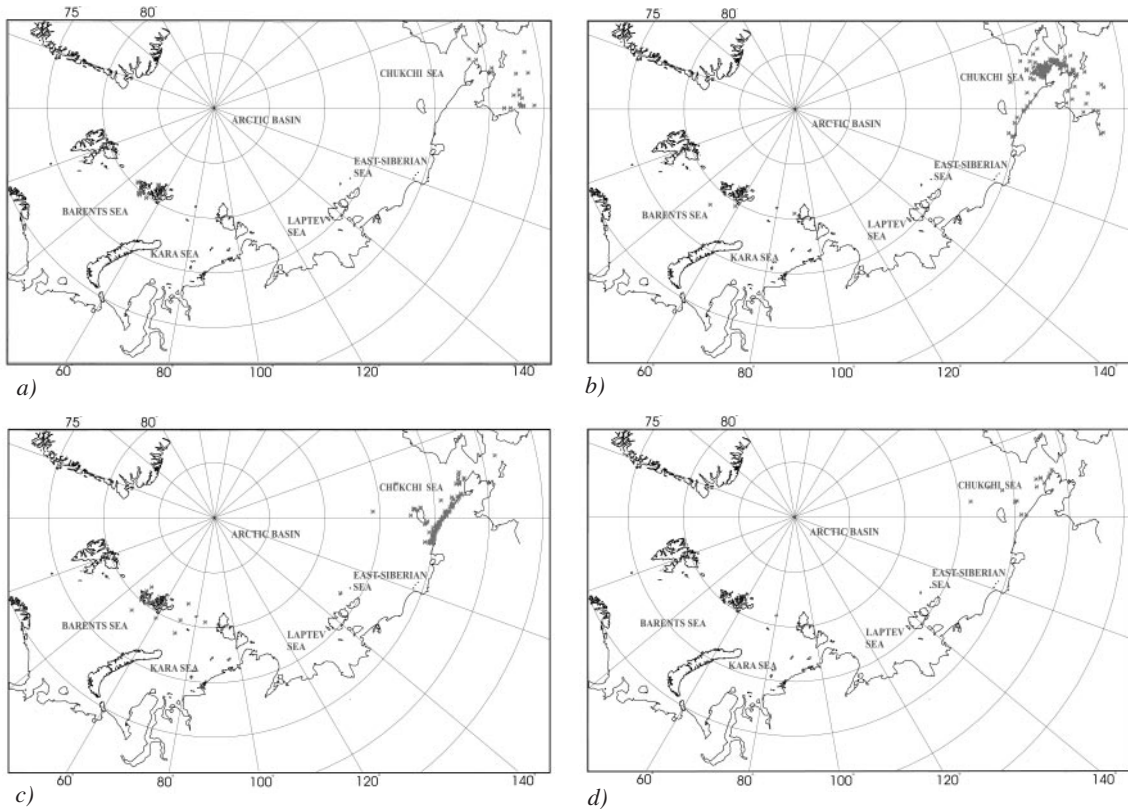 75° 80°
CHUKCHI SEA
ARCTIC BASIN
EAST-SIBERIAN
SEA
BARENTS SEA
LAPTEV
SEA
KARA SEA
60° 80° 100° 120° 140°
a)
75° 80°
CHUKCHI SEA
ARCTIC BASIN
EAST-SIBERIAN
SEA
BARENTS SEA
LAPTEV
SEA
KARA SEA
60° 80° 100° 120° 140°
b)
75° 80°
CHUKCHI SEA
ARCTIC BASIN
EAST-SIBERIAN
SEA
BARENTS SEA
LAPTEV
SEA
KARA SEA
60° 80° 100° 120° 140°
c)
75° 80°
CHUKCHI SEA
ARCTIC BASIN
EAST-SIBERIAN
SEA
BARENTS SEA
LAPTEV
SEA
KARA SEA
60° 80° 100° 120° 140°
d)